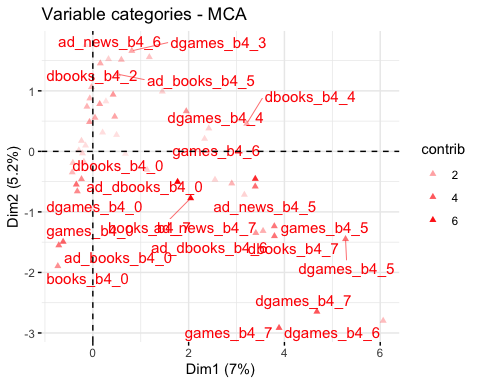 Variable categories - MCA
ad_news_b4_6
dgames_b4_3
dbooks_b4_2
ad_books_b4_5
dbooks_b4_4
dgames_b4_4
games_b4_6
dbooks_b4_0
ad_dbooks_b4_0
dgames_b4_0
ad_news_b4_5
games_b4_0
books_b4_7
ad_news_b4_7
games_b4_5
ad_dbooks_b4_6
dbooks_b4_7
ad_books_b4_0
dgames_b4_5
books_b4_0
dgames_b4_7
games_b4_7
dgames_b4_6
1
0
-1
-2
-3
0
2
4
6
Dim1 (7%)
Dim2 (5.2%)
contrib
2
4
6